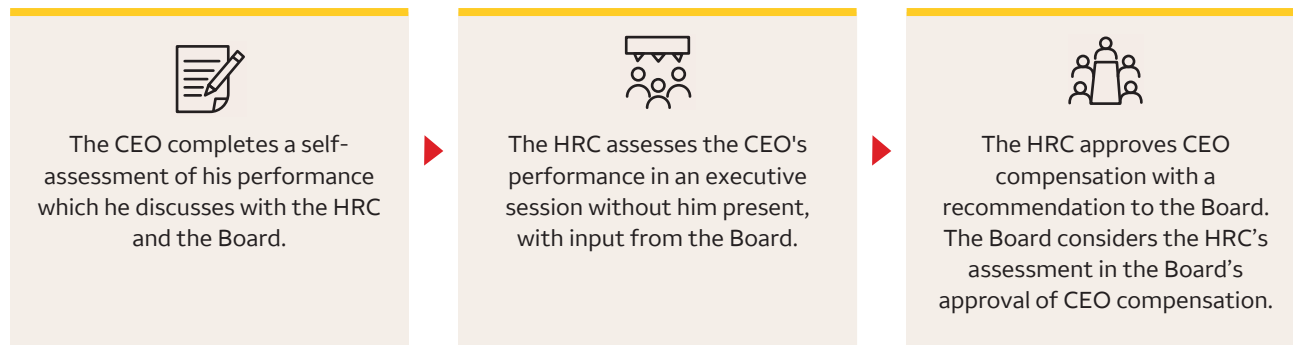 The CEO completes a self-
assessment of his performance
which he discusses with the HRC
and the Board.
The HRC assesses the CEO's
performance in an executive
session without him present,
with input from the Board.
The HRC approves CEO
compensation with a
recommendation to the Board.
The Board considers the HRC’s
assessment in the Board’s
approval of CEO compensation.